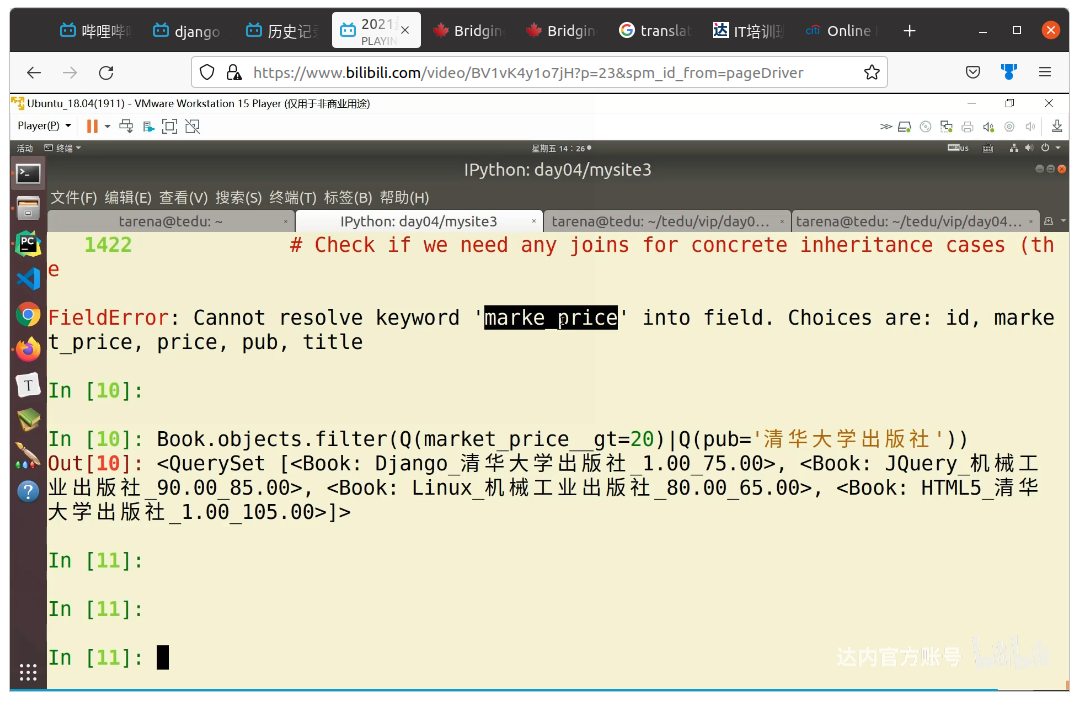 哔哩哔
django
历史记
2021
PLAYIN
Bridgin
Bridgin
translat
IT培训
Online
https://www.bilibili.com/video/BV1vK4y1o7jH?p=23&spm_id_from=pageDriver
Ubuntu_18.04(1911) - VMware Workstation 15 Player (仅用于非商业用途)
Player(P)
活动
终端
星期五 14:26
IPython: day04/mysite3
文件(F) 编辑(E) 查看(V) 搜索(S) 终端(T) 标签(B) 帮助(H)
tarena@tedu: ~
IPython: day04/mysite3
tarena@tedu: ~/tedu/vip/day0...
tarena@tedu: ~/tedu/vip/day04...
1422 # Check if we need any joins for concrete inheritance cases (th
e
FieldError: Cannot resolve keyword 'marke_price' into field. Choices are: id, marke
t_price, price, pub, title
In [10]:
In [10]: Book.objects.filter(Q(market_price__gt=20)|Q(pub='清华大学出版社'))
Out[10]: <QuerySet [<Book: Django_清华大学出版社_1.00_75.00>, <Book: JQuery_机械工
业出版社_90.00_85.00>, <Book: Linux_机械工业出版社_80.00_65.00>, <Book: HTML5_清华
大学出版社_1.00_105.00>]>
In [11]:
In [11]:
In [11]:
达内官方账号